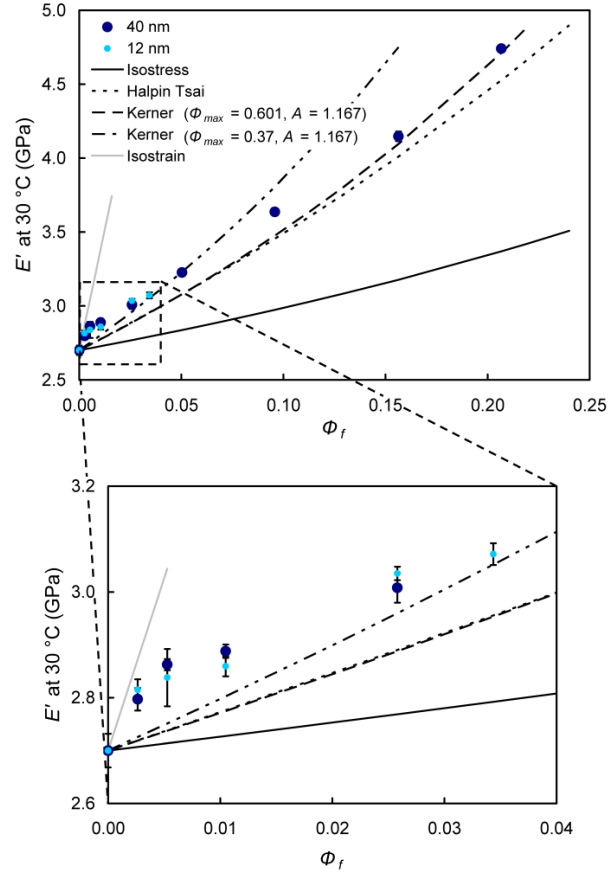 5.0
4.5
4.0
3.5
3.0
2.5
E' at 30 °C (GPa)
40 nm
12 nm
Isostress
Halpin Tsai
Kerner (Φmax = 0.601, A = 1.167)
Kerner (Φmax = 0.37, A = 1.167)
Isostrain
0.00 0.05 0.10 0.15 0.20 0.25
Φf
3.2
3.0
2.8
2.6
E' at 30 °C (GPa)
0.00 0.01 0.02 0.03 0.04
Φf